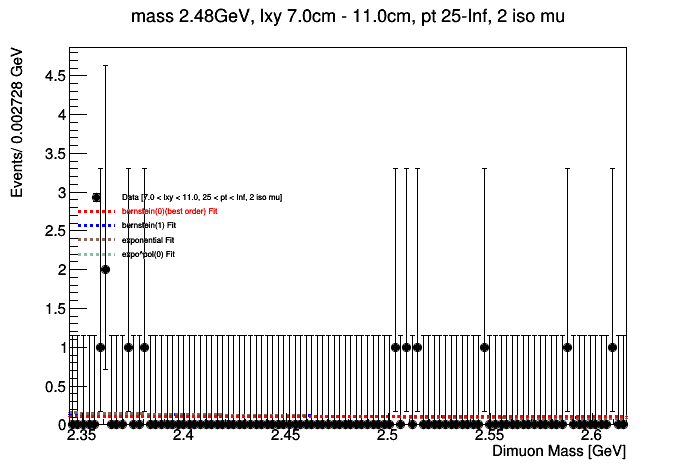 mass 2.48GeV, lxy 7.0cm - 11.0cm, pt 25-Inf, 2 iso mu
Events/ 0.002728 GeV
4.5
4
3.5
3
2.5
2
1.5
1
0.5
0
Data [7.0 < lxy < 11.0, 25 < pt < Inf, 2 iso mu]
bernstein(0)(best order) Fit
bernstein(1) Fit
exponential Fit
expo*pol(0) Fit
2.35 2.4 2.45 2.5 2.55 2.6
Dimuon Mass [GeV]